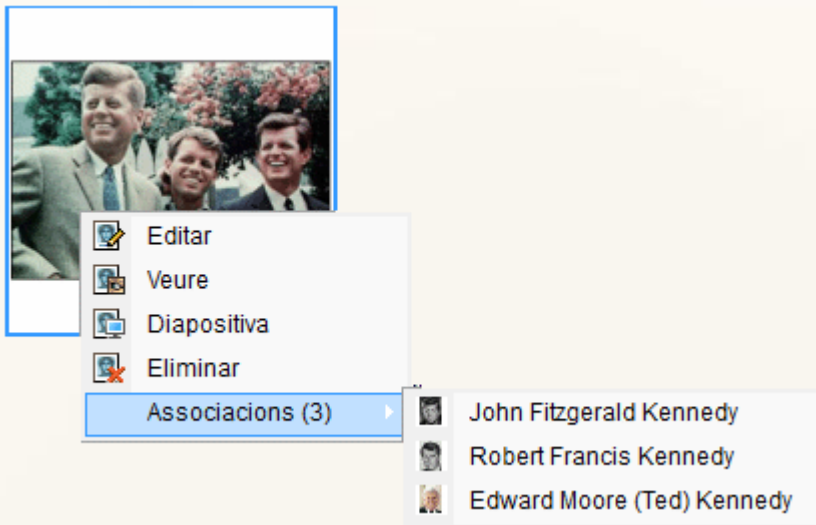 Editar
Veure
Diapositiva
Eliminar
Associacions (3)
John Fitzgerald Kennedy
Robert Francis Kennedy
Edward Moore (Ted) Kennedy